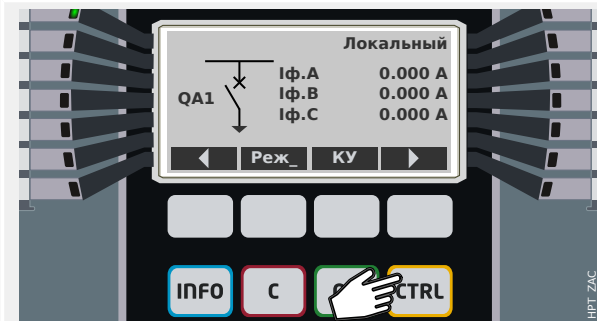 Локальный
Iф.A 0.000 A
QA1 Iф.B 0.000 A
Iф.C 0.000 A
Реж_ КУ
INFO C CTRL
HPT ZAC